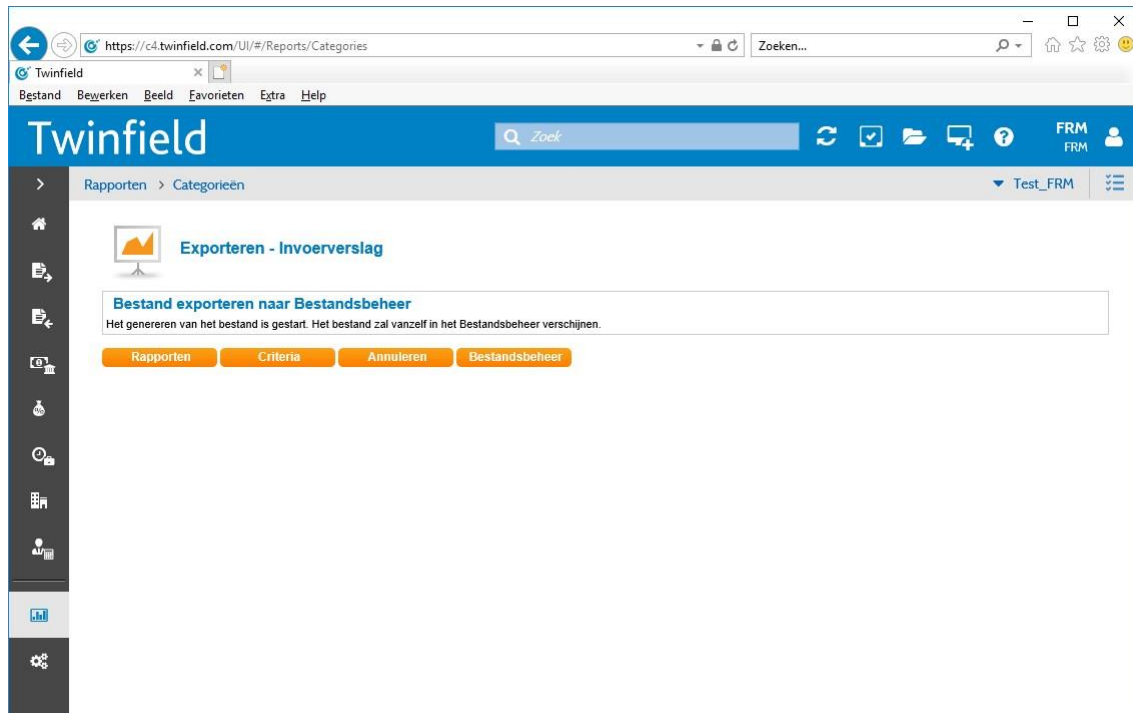 https://c4.twinfield.com/UI/#/Reports/Categories
Zoeken...
Twinfield
Bestand Bewerken Beeld Favorieten Extra Help
Twinfield
Zoek
FRM
FRM
Rapporten > Categorieën
Test_FRM
Exporteren - Invoerverslag
Bestand exporteren naar Bestandsbeheer
Het genereren van het bestand is gestart. Het bestand zal vanzelf in het Bestandsbeheer verschijnen.
Rapporten Criteria Annuleren Bestandsbeheer